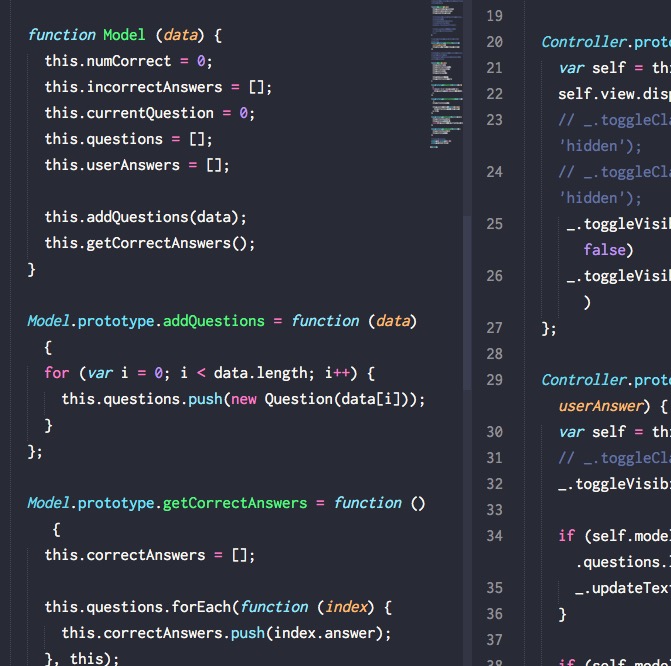 function Model (data) {
this.numCorrect = 0;
this.incorrectAnswers = [];
this.currentQuestion = 0;
this.questions = [];
this.userAnswers = [];
this.addQuestions(data);
this.getCorrectAnswers();
}
Model.prototype.addQuestions = function (data)
{
for (var i = 0; i < data.length; i++) {
this.questions.push(new Question(data[i]));
}
};
Model.prototype.getCorrectAnswers = function ()
{
this.correctAnswers = [];
this.questions.forEach(function (index) {
this.correctAnswers.push(index.answer);
}, this);
19
20 Controller.proto
21 var self = thi
22 self.view.disp
23 // _.toggleCla
'hidden');
24 // _.toggleCla
'hidden');
25 _.toggleVisib
false)
26 _.toggleVisib
)
27 };
28
29 Controller.proto
userAnswer) {
30 var self = thi
31 // _.toggleCla
32 _.toggleVisibi
33
34 if (self.model
.questions.l
35 _.updateText
36 }
37
38 if (self.mode